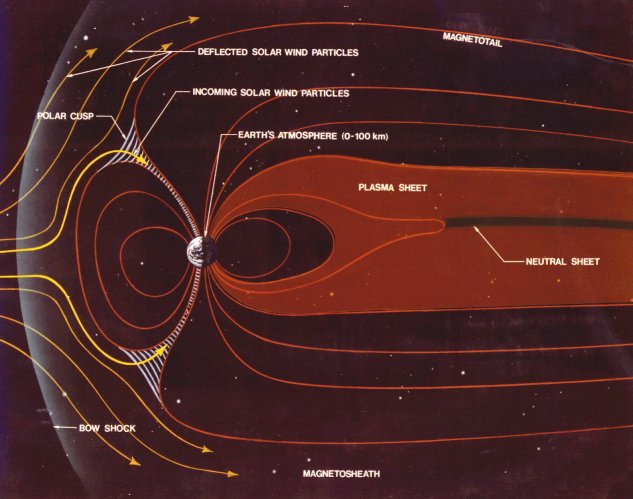 MAGNETOTAIL
DEFLECTED SOLAR WIND PARTICLES
INCOMING SOLAR WIND PARTICLES
POLAR CUSP
EARTH'S ATMOSPHERE (0-100 km)
PLASMA SHEET
NEUTRAL SHEET
BOW SHOCK
MAGNETOSHEATH